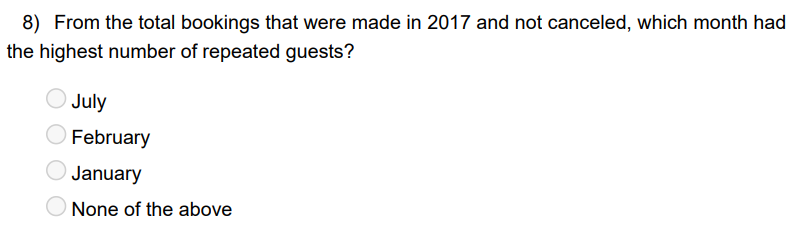 8) From the total bookings that were made in 2017 and not canceled, which month had
the highest number of repeated guests?
July
February
January
None of the above